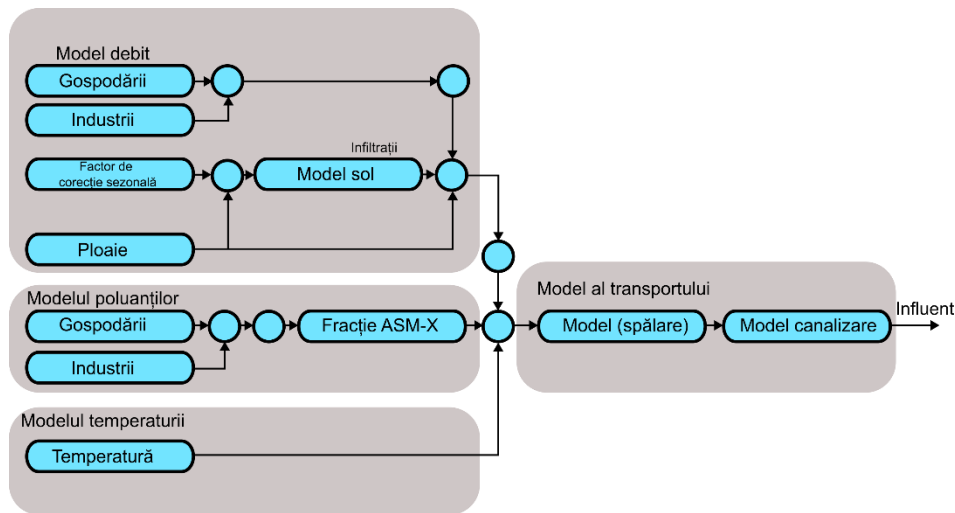 Model debit
Gospodării
Industrii
Factor de
corecție sezonală
Infiltrații
Model sol
Ploaie
Modelul poluanților
Gospodării
Fracție ASM-X
Industrii
Model al transportului
Model (spălare)
Model canalizare
Influent
Modelul temperaturii
Temperatură